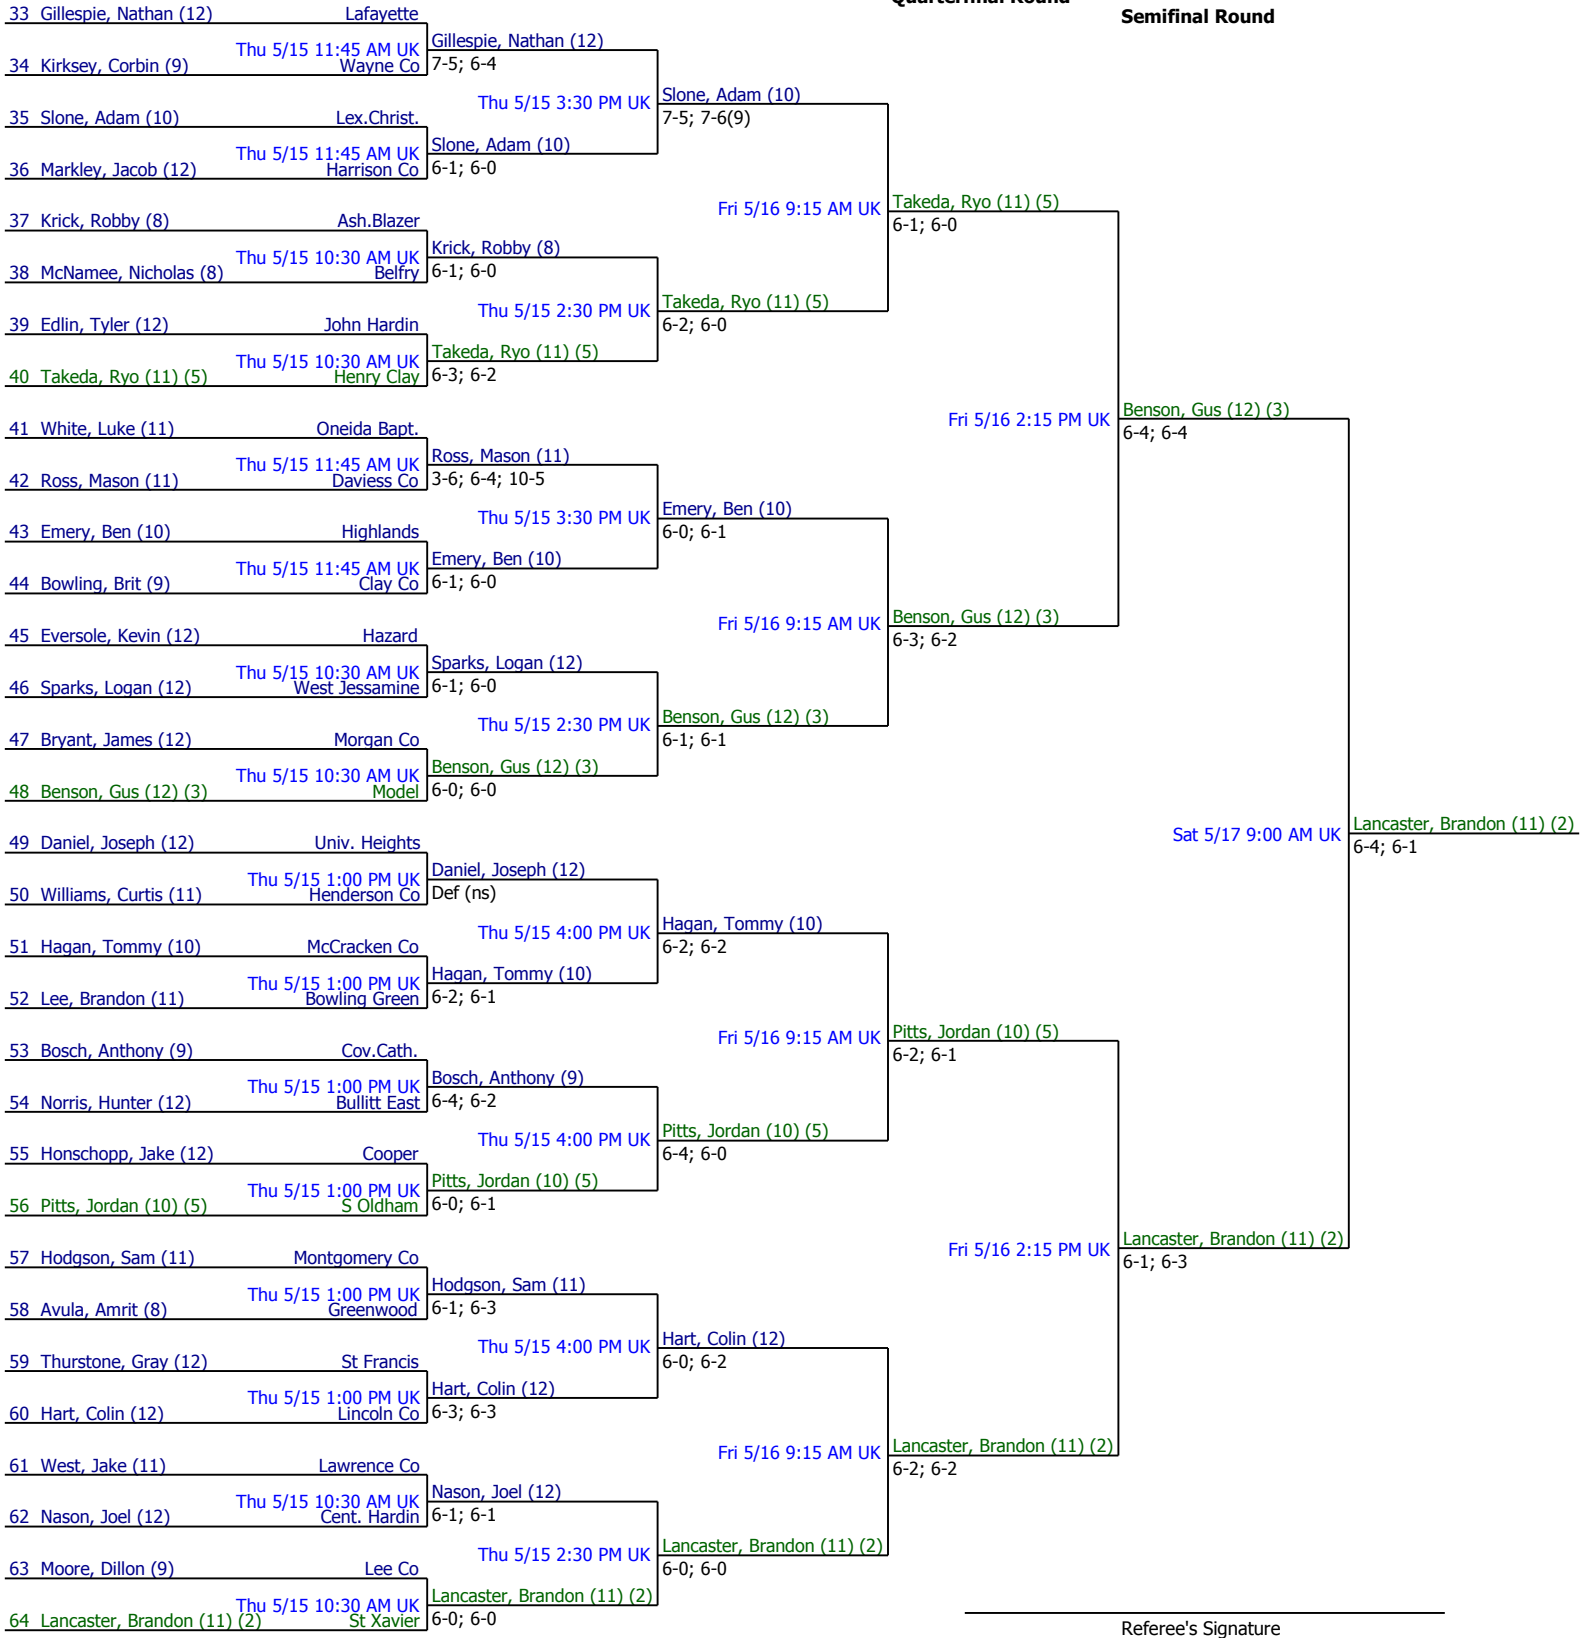 Quarterfinal Round
Semifinal Round
33 Gillespie, Nathan (12) Lafayette
Thu 5/15 11:45 AM UK
34 Kirksey, Corbin (9) Wayne Co
Gillespie, Nathan (12)
7-5; 6-4
Thu 5/15 3:30 PM UK
Slone, Adam (10)
7-5; 7-6(9)
35 Slone, Adam (10) Lex.Christ.
Thu 5/15 11:45 AM UK
36 Markley, Jacob (12) Harrison Co
Slone, Adam (10)
6-1; 6-0
Fri 5/16 9:15 AM UK
Takeda, Ryo (11) (5)
6-1; 6-0
37 Krick, Robby (8) Ash.Blazer
Thu 5/15 10:30 AM UK
38 McNamee, Nicholas (8) Belfry
Krick, Robby (8)
6-1; 6-0
Thu 5/15 2:30 PM UK
Takeda, Ryo (11) (5)
6-2; 6-0
39 Edlin, Tyler (12) John Hardin
Thu 5/15 10:30 AM UK
40 Takeda, Ryo (11) (5) Henry Clay
Takeda, Ryo (11) (5)
6-3; 6-2
Fri 5/16 2:15 PM UK
Benson, Gus (12) (3)
6-4; 6-4
41 White, Luke (11) Oneida Bapt.
Thu 5/15 11:45 AM UK
42 Ross, Mason (11) Daviess Co
Ross, Mason (11)
3-6; 6-4; 10-5
Thu 5/15 3:30 PM UK
Emery, Ben (10)
6-0; 6-1
43 Emery, Ben (10) Highlands
Thu 5/15 11:45 AM UK
44 Bowling, Brit (9) Clay Co
Emery, Ben (10)
6-1; 6-0
Fri 5/16 9:15 AM UK
Benson, Gus (12) (3)
6-3; 6-2
45 Eversole, Kevin (12) Hazard
Thu 5/15 10:30 AM UK
46 Sparks, Logan (12) West Jessamine
Sparks, Logan (12)
6-1; 6-0
Thu 5/15 2:30 PM UK
Benson, Gus (12) (3)
6-1; 6-1
47 Bryant, James (12) Morgan Co
Thu 5/15 10:30 AM UK
48 Benson, Gus (12) (3) Model
Benson, Gus (12) (3)
6-0; 6-0
Sat 5/17 9:00 AM UK
Lancaster, Brandon (11) (2)
6-4; 6-1
49 Daniel, Joseph (12) Univ. Heights
Thu 5/15 1:00 PM UK
50 Williams, Curtis (11) Henderson Co
Daniel, Joseph (12)
Def (ns)
Thu 5/15 4:00 PM UK
Hagan, Tommy (10)
6-2; 6-2
51 Hagan, Tommy (10) McCracken Co
Thu 5/15 1:00 PM UK
52 Lee, Brandon (11) Bowling Green
Hagan, Tommy (10)
6-2; 6-1
Fri 5/16 9:15 AM UK
Pitts, Jordan (10) (5)
6-2; 6-1
53 Bosch, Anthony (9) Cov.Cath.
Thu 5/15 1:00 PM UK
54 Norris, Hunter (12) Bullitt East
Bosch, Anthony (9)
6-4; 6-2
Thu 5/15 4:00 PM UK
Pitts, Jordan (10) (5)
6-4; 6-0
55 Honschopp, Jake (12) Cooper
Thu 5/15 1:00 PM UK
56 Pitts, Jordan (10) (5) S Oldham
Pitts, Jordan (10) (5)
6-0; 6-1
Fri 5/16 2:15 PM UK
Lancaster, Brandon (11) (2)
6-1; 6-3
57 Hodgson, Sam (11) Montgomery Co
Thu 5/15 1:00 PM UK
58 Avula, Amrit (8) Greenwood
Hodgson, Sam (11)
6-1; 6-3
Thu 5/15 4:00 PM UK
Hart, Colin (12)
6-0; 6-2
59 Thurstone, Gray (12) St Francis
Thu 5/15 1:00 PM UK
60 Hart, Colin (12) Lincoln Co
Hart, Colin (12)
6-3; 6-3
Fri 5/16 9:15 AM UK
Lancaster, Brandon (11) (2)
6-2; 6-2
61 West, Jake (11) Lawrence Co
Thu 5/15 10:30 AM UK
62 Nason, Joel (12) Cent. Hardin
Nason, Joel (12)
6-1; 6-1
Thu 5/15 2:30 PM UK
Lancaster, Brandon (11) (2)
6-0; 6-0
63 Moore, Dillon (9) Lee Co
Thu 5/15 10:30 AM UK
64 Lancaster, Brandon (11) (2) St Xavier
Lancaster, Brandon (11) (2)
6-0; 6-0
Referee's Signature